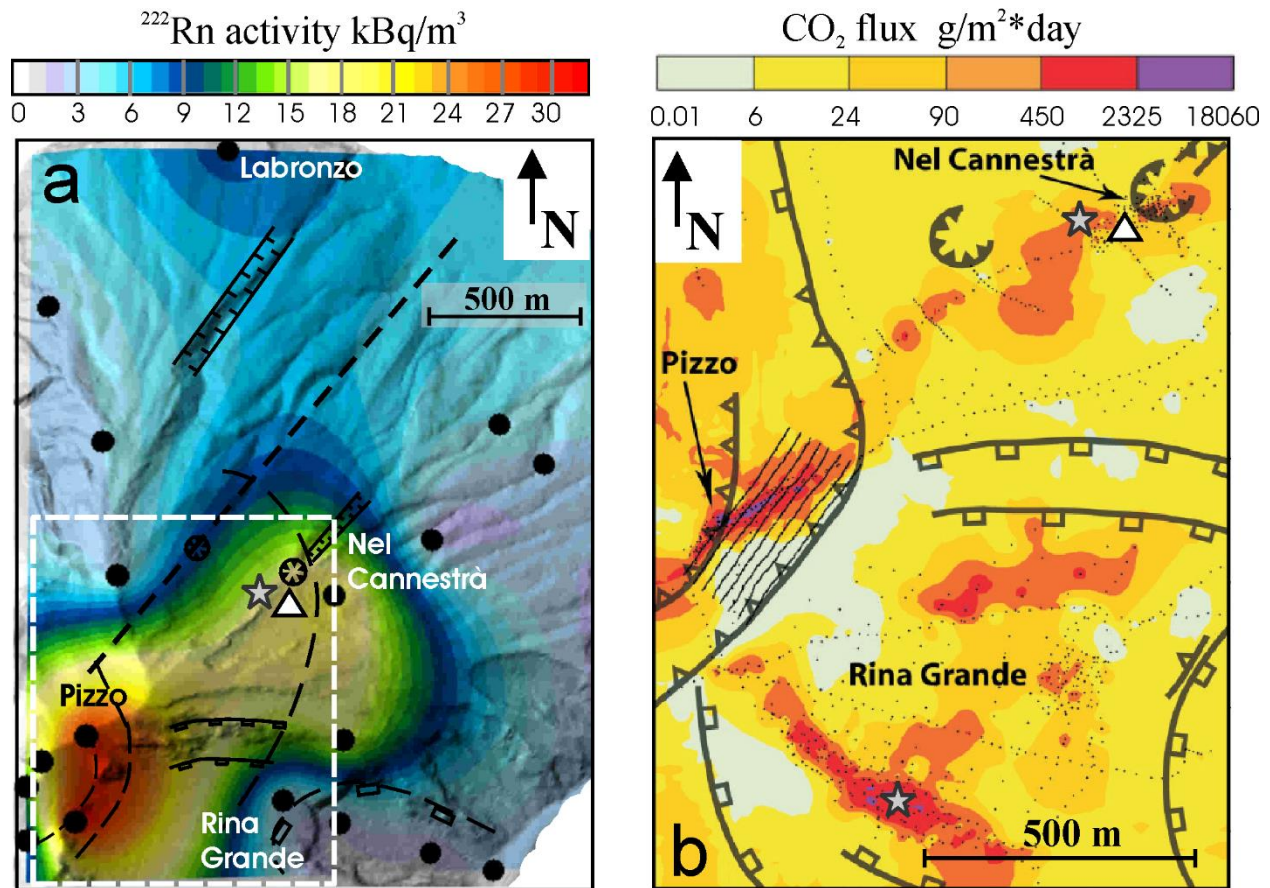 ²²²Rn activity kBq/m³
0 3 6 9 12 15 18 21 24 27 30
a
Labronzo
N
500 m
Nel
Cannestrà
Pizzo
Rina
Grande
CO₂ flux g/m²*day
0.01 6 24 90 450 2325 18060
N
Nel Cannestrà
Pizzo
Rina Grande
500 m
b